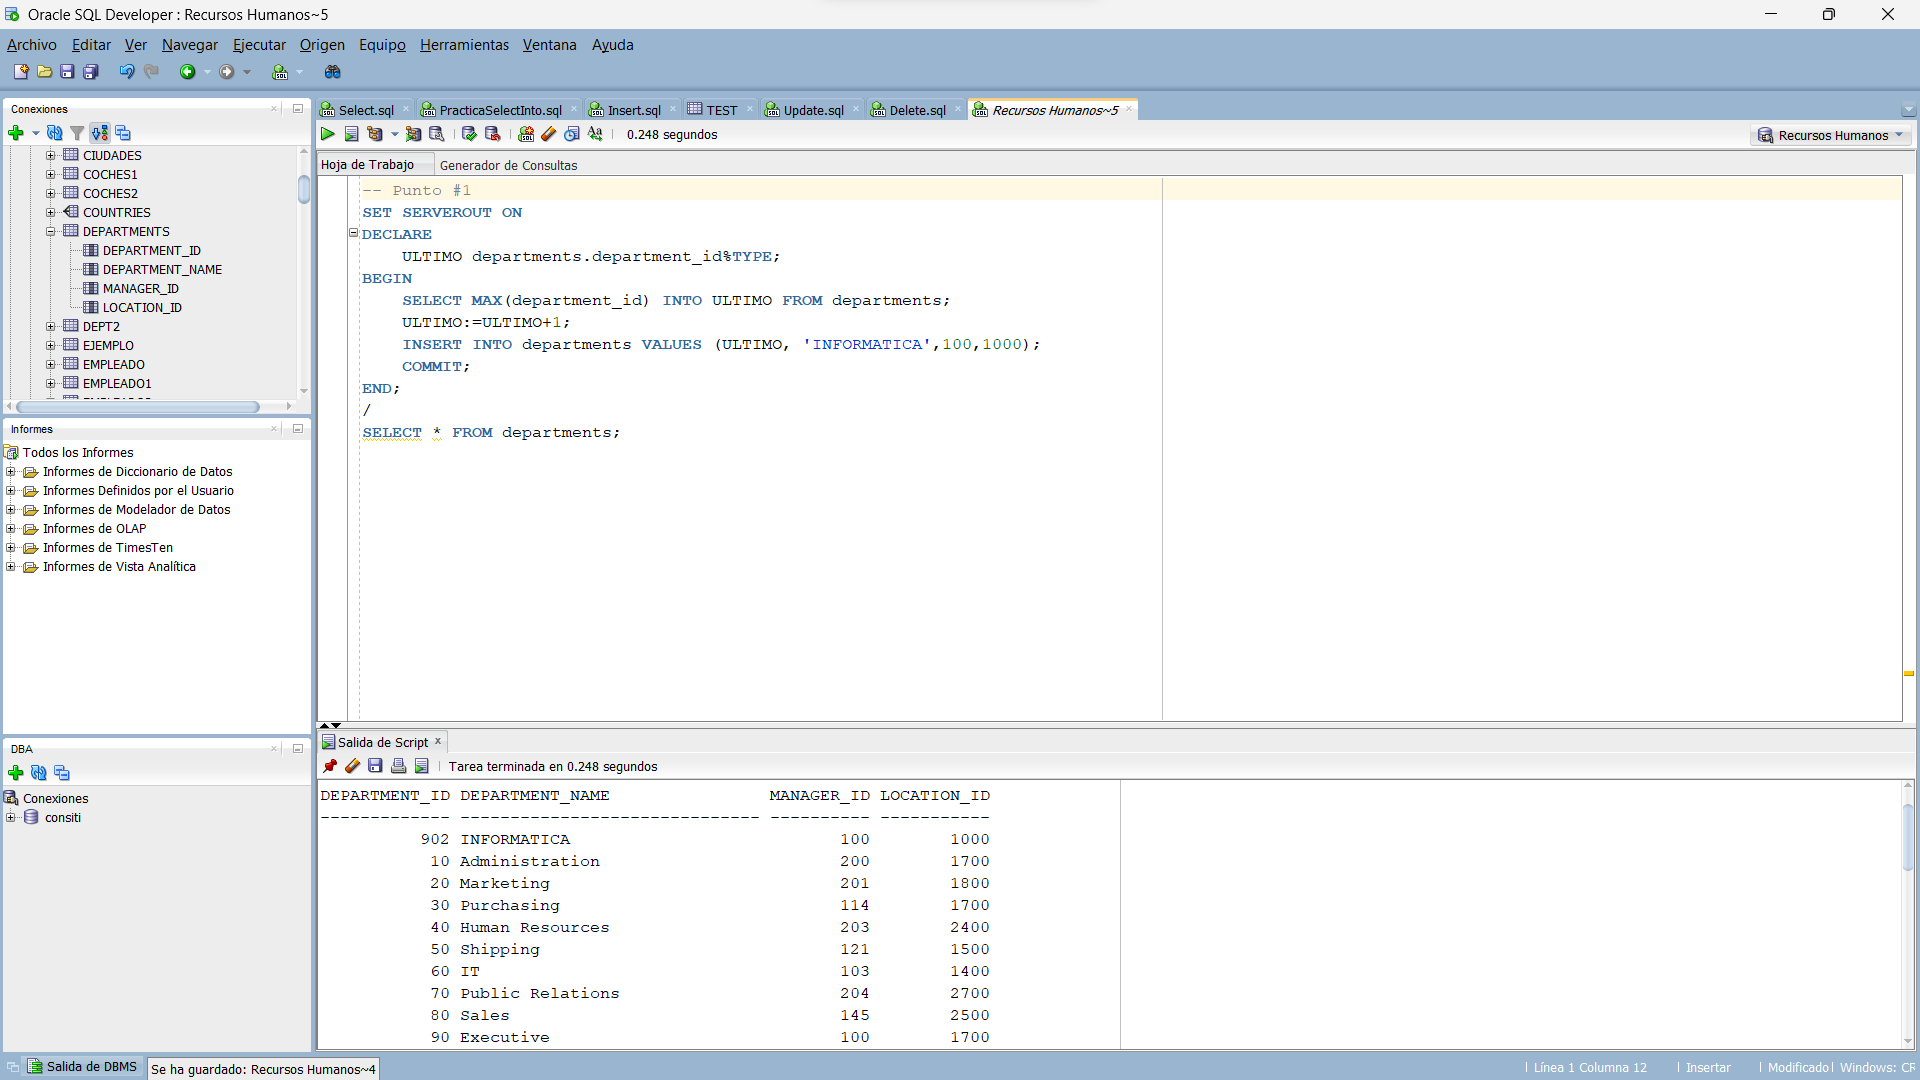 Oracle SQL Developer : Recursos Humanos~5
Archivo Editar Ver Navegar Ejecutar Origen Equipo Herramientas Ventana Ayuda
Conexiones
CIUDADES
COCHES1
COCHES2
COUNTRIES
DEPARTMENTS
DEPARTMENT_ID
DEPARTMENT_NAME
MANAGER_ID
LOCATION_ID
DEPT2
EJEMPLO
EMPLEADO
EMPLEADO1
Informes
Todos los Informes
Informes de Diccionario de Datos
Informes Definidos por el Usuario
Informes de Modelador de Datos
Informes de OLAP
Informes de TimesTen
Informes de Vista Analítica
DBA
Conexiones
consiti
Select.sql PracticaSelectInto.sql Insert.sql TEST Update.sql Delete.sql Recursos Humanos~5
0.248 segundos
Recursos Humanos
Hoja de Trabajo Generador de Consultas
-- Punto #1
SET SERVEROUT ON
DECLARE
ULTIMO departments.department_id%TYPE;
BEGIN
SELECT MAX(department_id) INTO ULTIMO FROM departments;
ULTIMO:=ULTIMO+1;
INSERT INTO departments VALUES (ULTIMO, 'INFORMATICA',100,1000);
COMMIT;
END;
/
SELECT * FROM departments;
Salida de Script
Tarea terminada en 0.248 segundos
DEPARTMENT_ID DEPARTMENT_NAME MANAGER_ID LOCATION_ID
------------- ------------------------------ ---------- -----------
902 INFORMATICA 100 1000
10 Administration 200 1700
20 Marketing 201 1800
30 Purchasing 114 1700
40 Human Resources 203 2400
50 Shipping 121 1500
60 IT 103 1400
70 Public Relations 204 2700
80 Sales 145 2500
90 Executive 100 1700
Salida de DBMS Se ha guardado: Recursos Humanos~4
Línea 1 Columna 12 Insertar Modificado Windows: CR